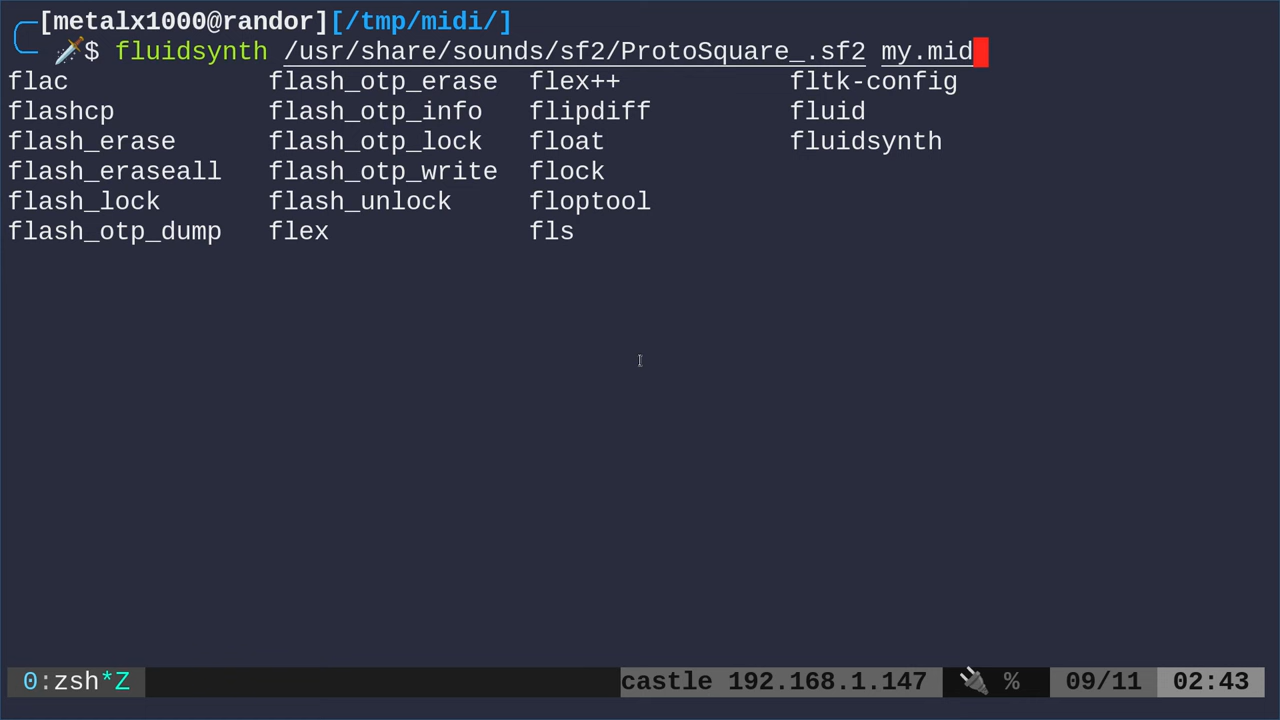 [metalx1000@randor][/tmp/midi/]
$ fluidsynth /usr/share/sounds/sf2/ProtoSquare_.sf2 my.mid
flac flash_otp_erase flex++ fltk-config
flashcp flash_otp_info flipdiff fluid
flash_erase flash_otp_lock float fluidsynth
flash_eraseall flash_otp_write flock
flash_lock flash_unlock floptool
flash_otp_dump flex fls
0:zsh*Z castle 192.168.1.147 % 09/11 02:43